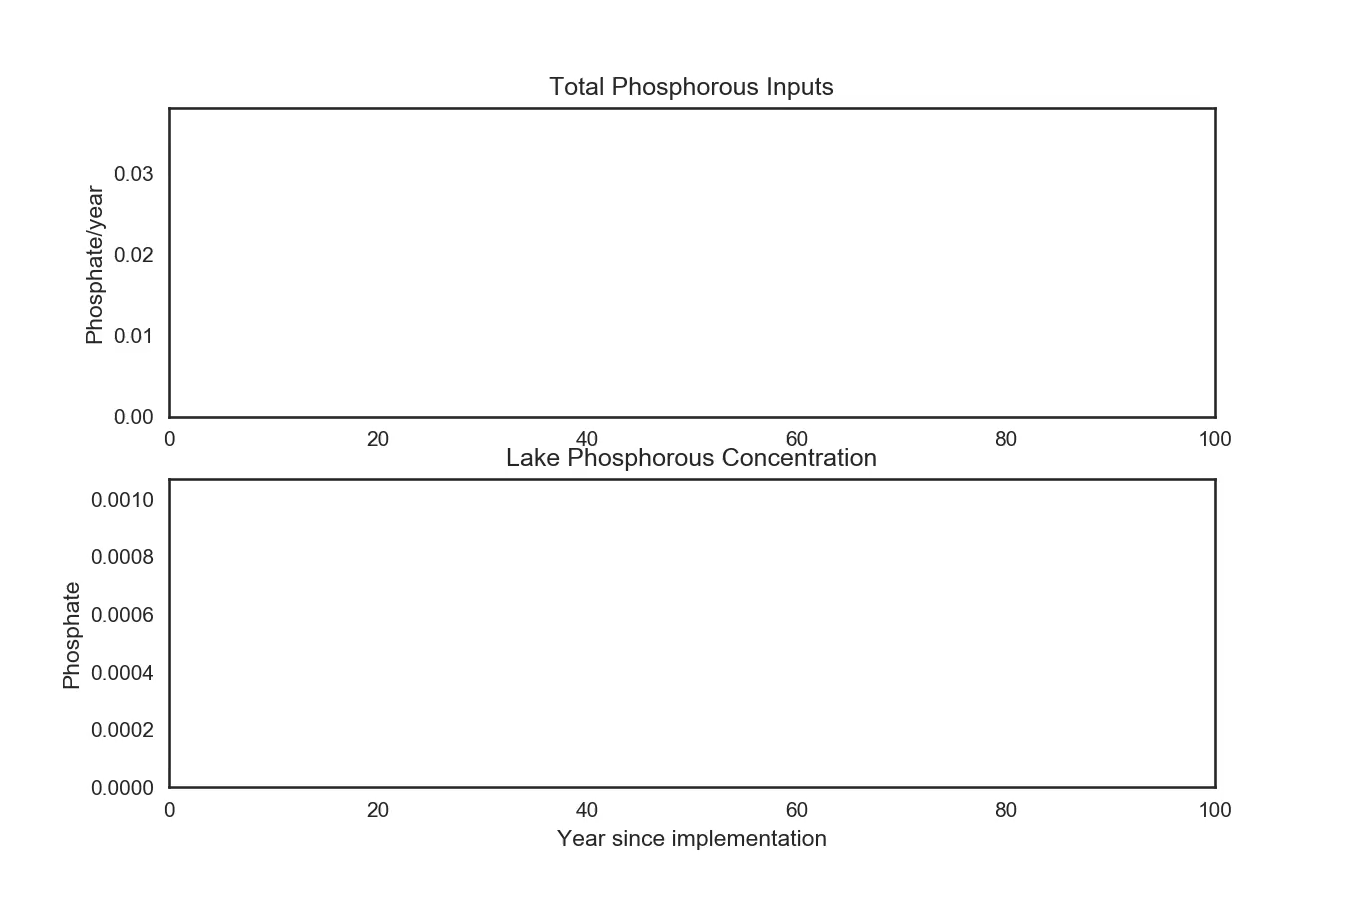 Total Phosphorous Inputs
Phosphate/year
0.03
0.02
0.01
0.00
0 20 40 60 80 100
Lake Phosphorous Concentration
Phosphate
0.0010
0.0008
0.0006
0.0004
0.0002
0.0000
0 20 40 60 80 100
Year since implementation